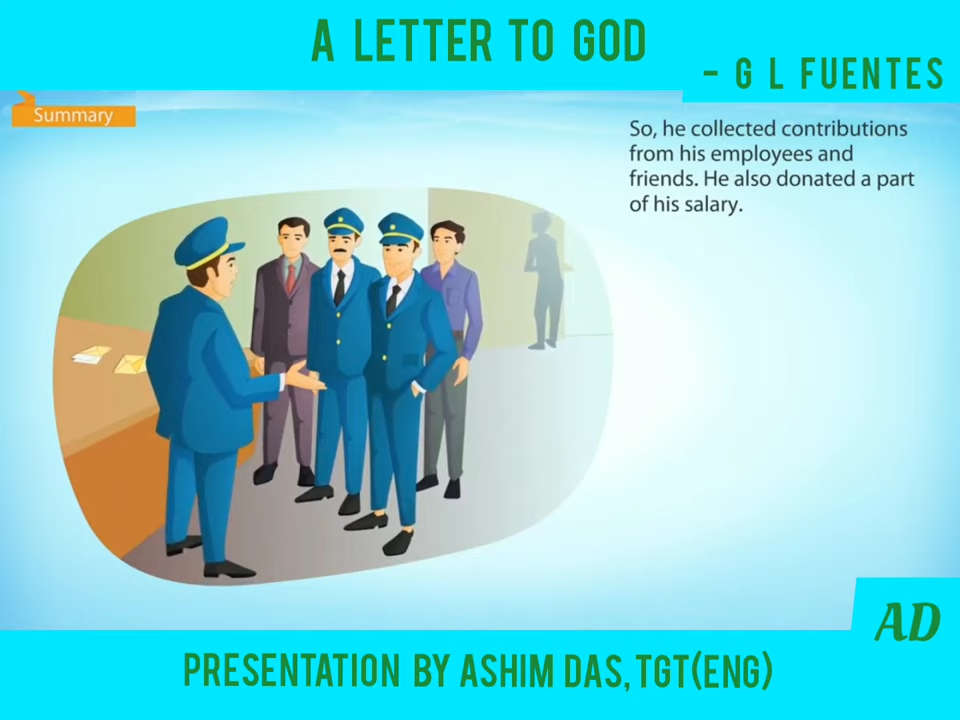 A LETTER TO GOD
- G L FUENTES
Summary
So, he collected contributions
from his employees and
friends. He also donated a part
of his salary.
AD
PRESENTATION BY ASHIM DAS, TGT(ENG)